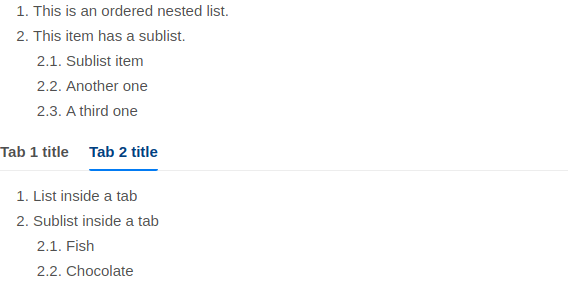 1. This is an ordered nested list.
2. This item has a sublist.
2.1. Sublist item
2.2. Another one
2.3. A third one
Tab 1 title Tab 2 title
1. List inside a tab
2. Sublist inside a tab
2.1. Fish
2.2. Chocolate